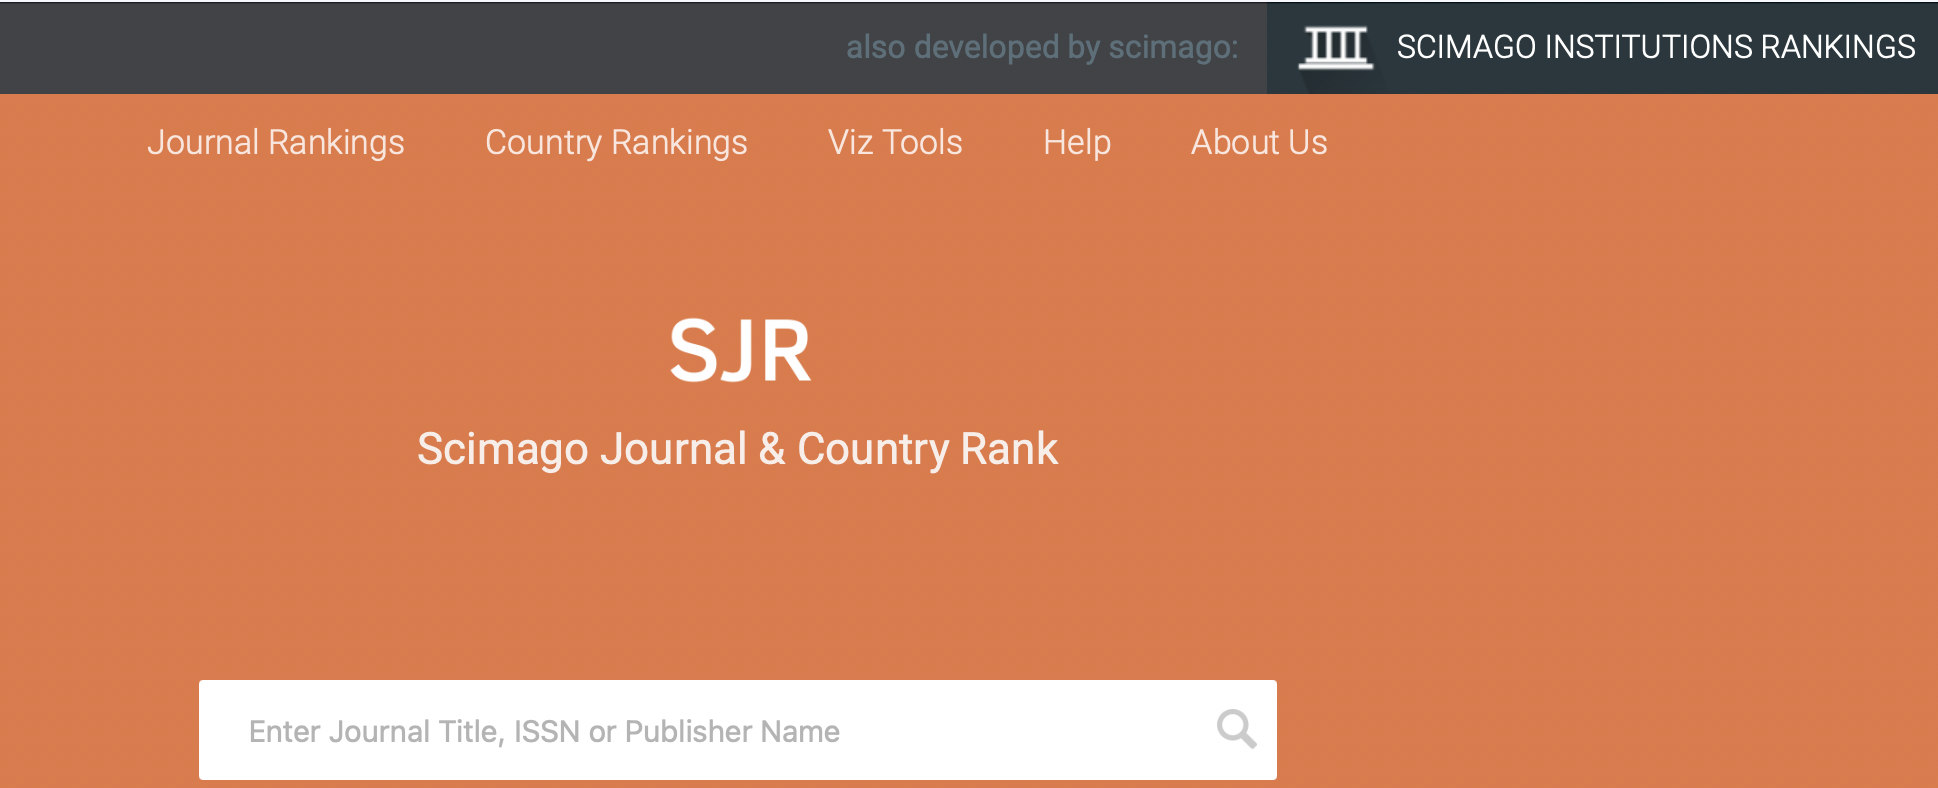 also developed by scimago: SCIMAGO INSTITUTIONS RANKINGS
Journal Rankings Country Rankings Viz Tools Help About Us
SJR
Scimago Journal & Country Rank
Enter Journal Title, ISSN or Publisher Name